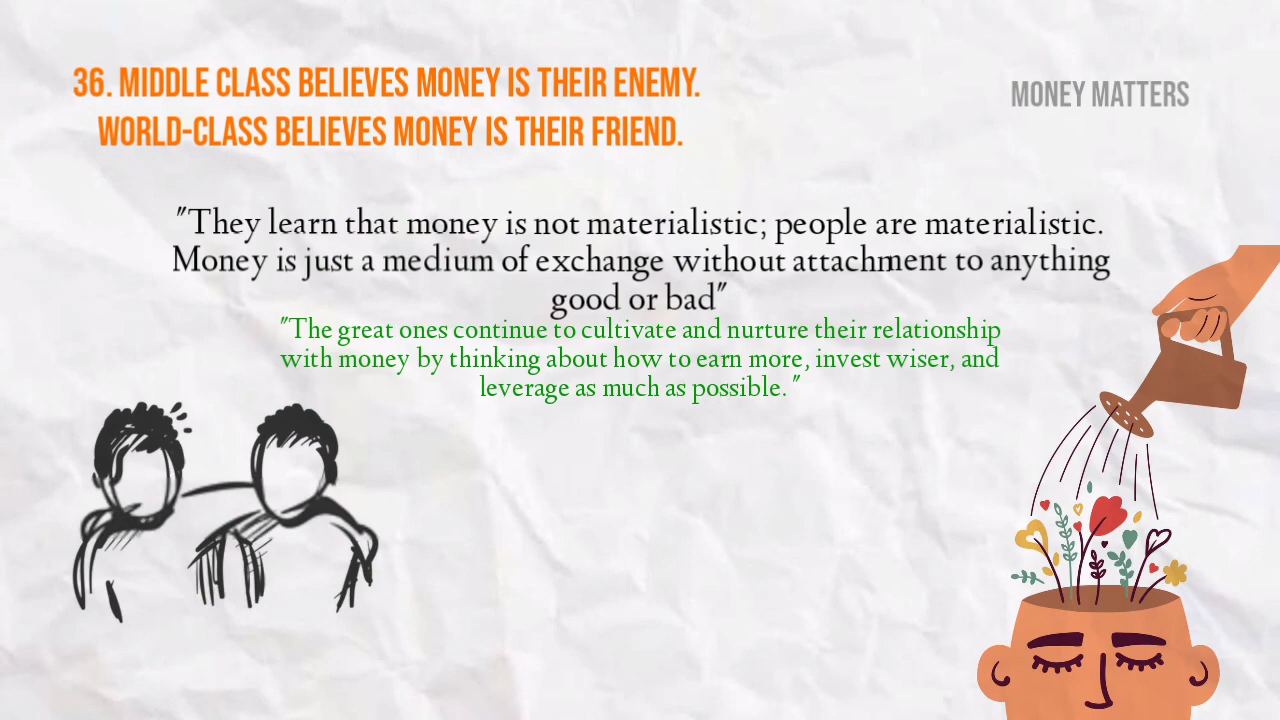 36. MIDDLE CLASS BELIEVES MONEY IS THEIR ENEMY.
WORLD-CLASS BELIEVES MONEY IS THEIR FRIEND.
MONEY MATTERS
"They learn that money is not materialistic; people are materialistic.
Money is just a medium of exchange without attachment to anything
good or bad"
"The great ones continue to cultivate and nurture their relationship
with money by thinking about how to earn more, invest wiser, and
leverage as much as possible. "